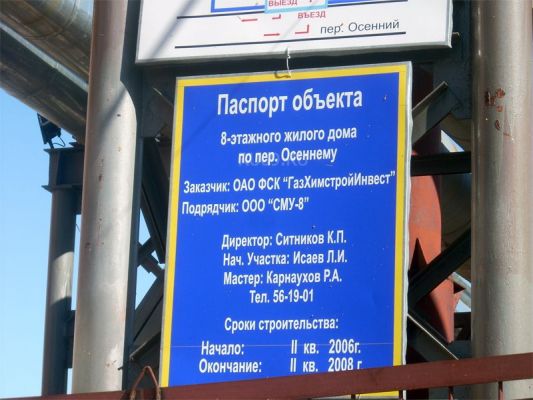 ВЫЕЗД
ВЪЕЗД
пер. Осенний
Паспорт объекта
8-этажного жилого дома
по пер. Осеннему
Заказчик: ОАО ФСК "ГазХимстройИнвест"
Подрядчик: ООО "СМУ-8"
Директор: Ситников К.П.
Нач. Участка: Исаев Л.И.
Мастер: Карнаухов Р.А.
Тел. 56-19-01
Сроки строительства:
Начало: II кв. 2006г.
Окончание: II кв. 2008 г